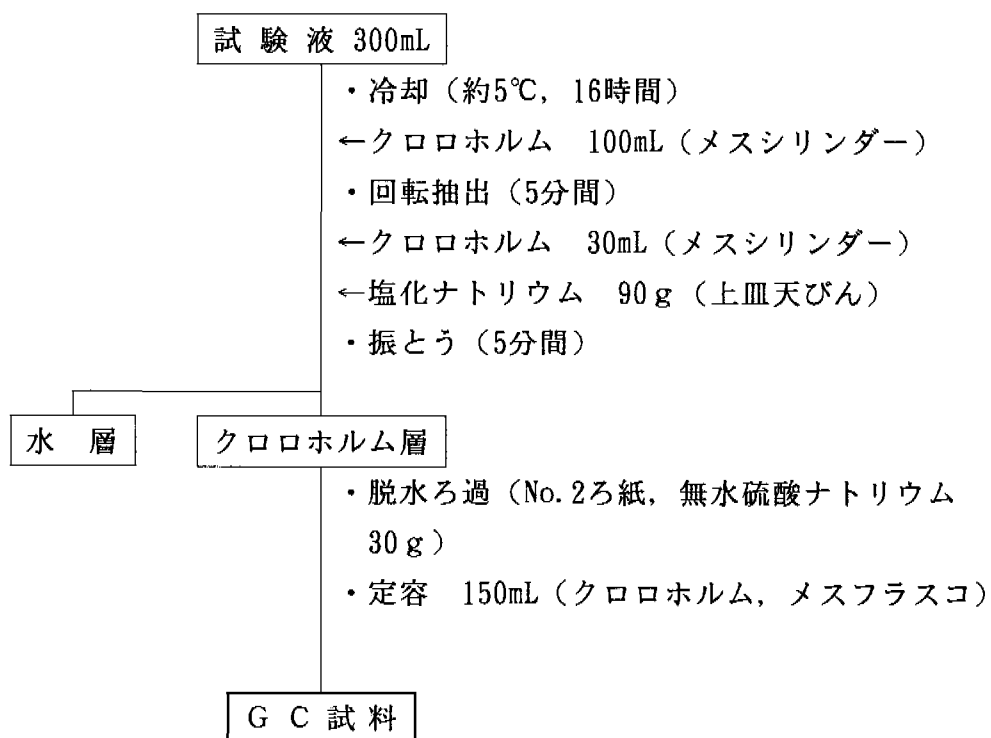 試 験 液 300mL
・冷却（約5℃, 16時間）
←クロロホルム 100mL（メスシリンダー）
・回転抽出（5分間）
←クロロホルム 30mL（メスシリンダー）
←塩化ナトリウム 90g（上皿天びん）
・振とう（5分間）
水 層
クロロホルム層
・脱水ろ過（No.2ろ紙, 無水硫酸ナトリウム
30g）
・定容 150mL（クロロホルム, メスフラスコ）
ＧＣ試料